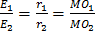 E₁/E₂ = r₁/r₂ = MO₁/MO₂